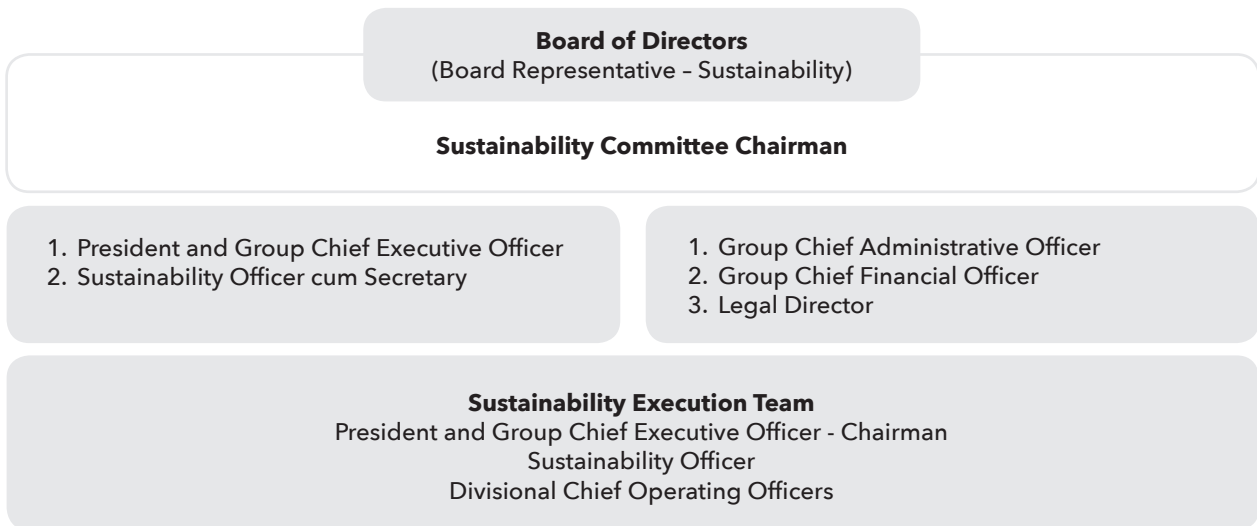 Board of Directors
(Board Representative – Sustainability)
Sustainability Committee Chairman
1. President and Group Chief Executive Officer
2. Sustainability Officer cum Secretary
1. Group Chief Administrative Officer
2. Group Chief Financial Officer
3. Legal Director
Sustainability Execution Team
President and Group Chief Executive Officer - Chairman
Sustainability Officer
Divisional Chief Operating Officers